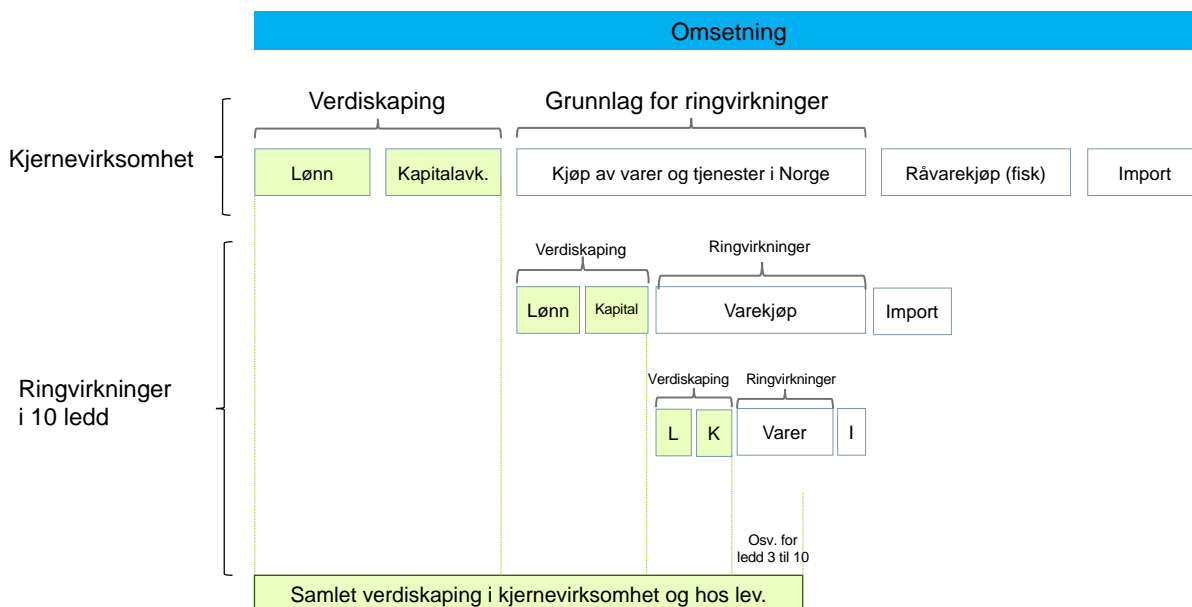 Omsetning
Verdiskaping
Grunnlag for ringvirkninger
Kjernevirksomhet
Lønn
Kapitalavk.
Kjøp av varer og tjenester i Norge
Råvarekjøp (fisk)
Import
Verdiskaping
Ringvirkninger
Lønn
Kapital
Varekjøp
Import
Ringvirkninger
i 10 ledd
Verdiskaping
Ringvirkninger
L
K
Varer
I
Osv. for
ledd 3 til 10
Samlet verdiskaping i kjernevirksomhet og hos lev.